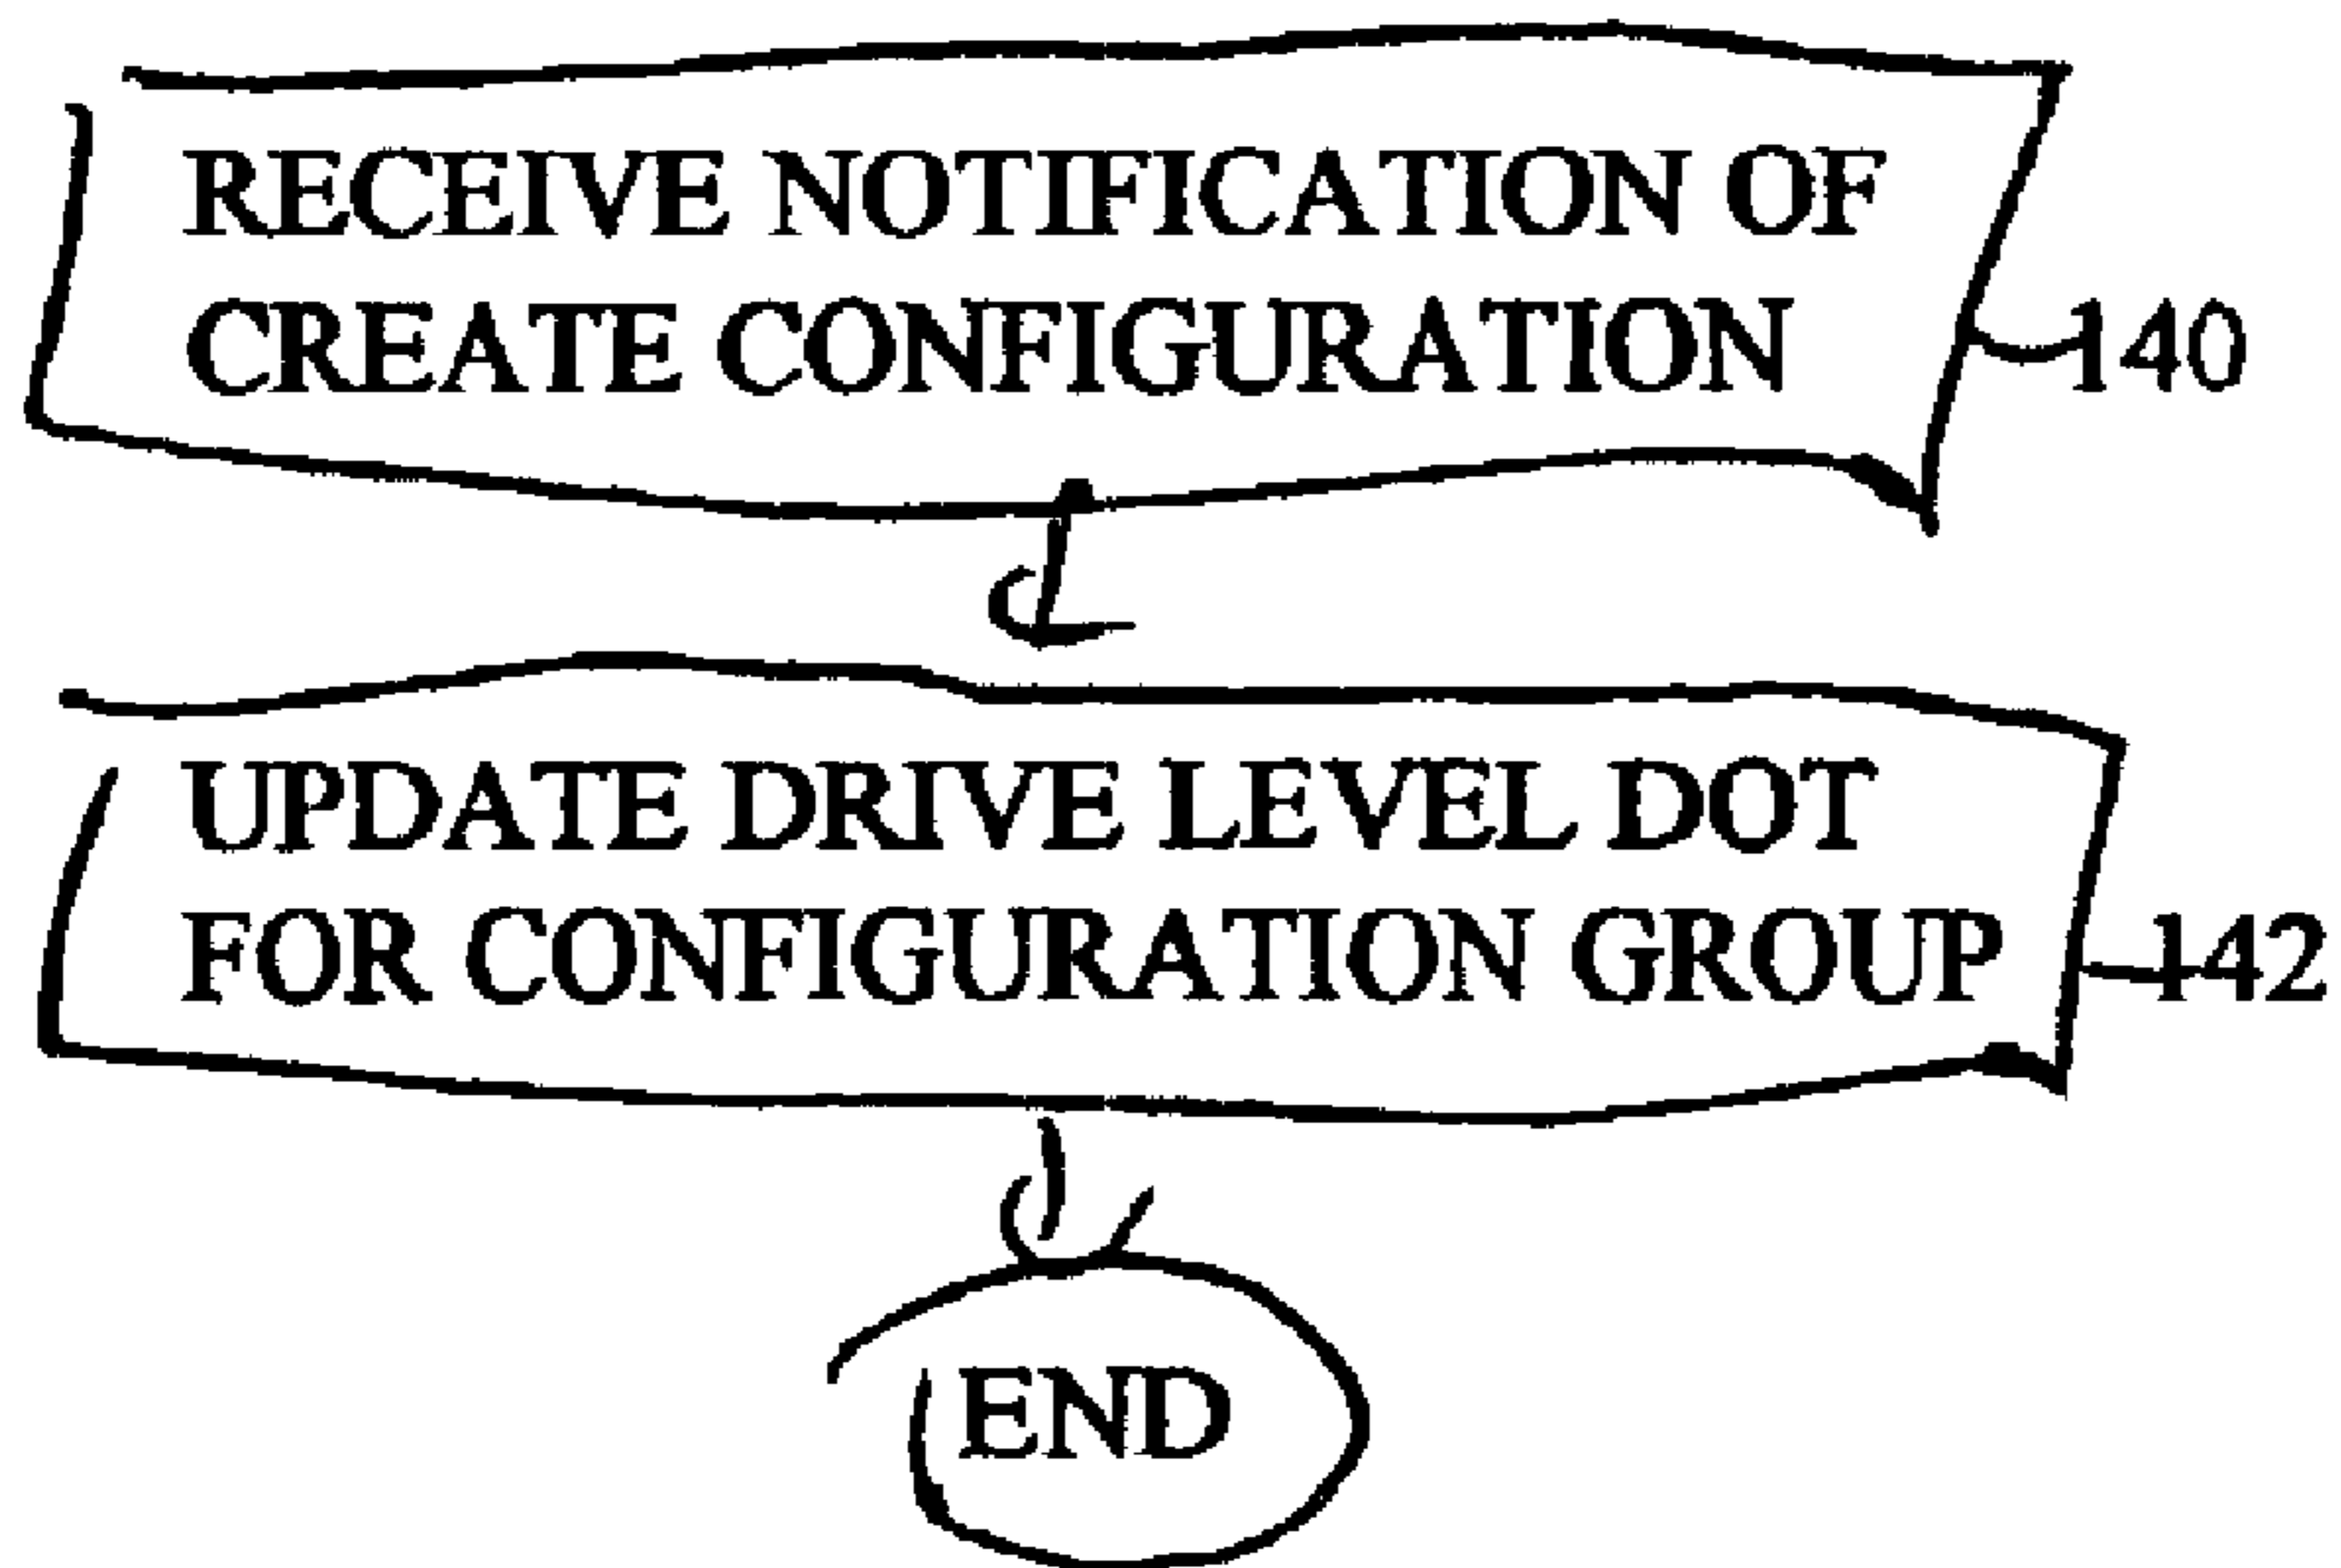 RECEIVE NOTIFICATION OF
CREATE CONFIGURATION
140
UPDATE DRIVE LEVEL DOT
FOR CONFIGURATION GROUP
142
END